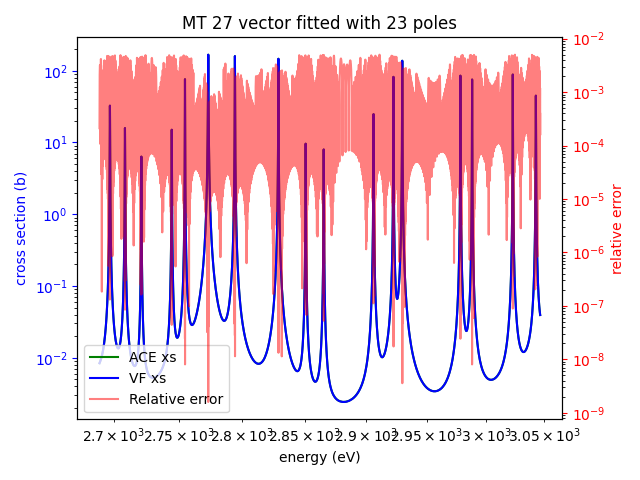 MT 27 vector fitted with 23 poles
cross section (b)
10²
10¹
10⁰
10⁻¹
10⁻²
10⁻²
10⁻³
10⁻⁴
10⁻⁵
10⁻⁶
10⁻⁷
10⁻⁸
10⁻⁹
relative error
ACE xs
VF xs
Relative error
2.7 × 10³ 2.75 × 10³ 2.8 × 10³ 2.85 × 10³ 2.9 × 10³ 2.95 × 10³ 3 × 10³ 3.05 × 10³
energy (eV)